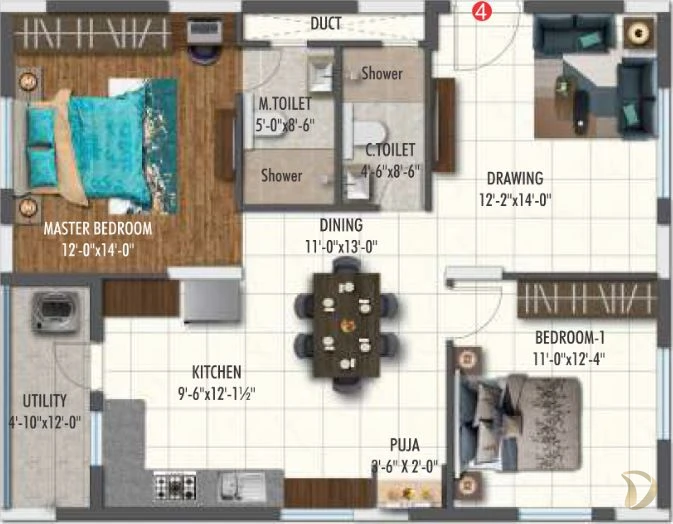 DUCT
4
Shower
M.TOILET
5'-0"x8'-6"
C.TOILET
4'-6"x8'-6"
Shower
DRAWING
12'-2"x14'-0"
MASTER BEDROOM
12'-0"x14'-0"
DINING
11'-0"x13'-0"
BEDROOM-1
11'-0"x12'-4"
KITCHEN
9'-6"x12'-1½"
UTILITY
4'-10"x12'-0"
PUJA
3'-6" X 2'-0"